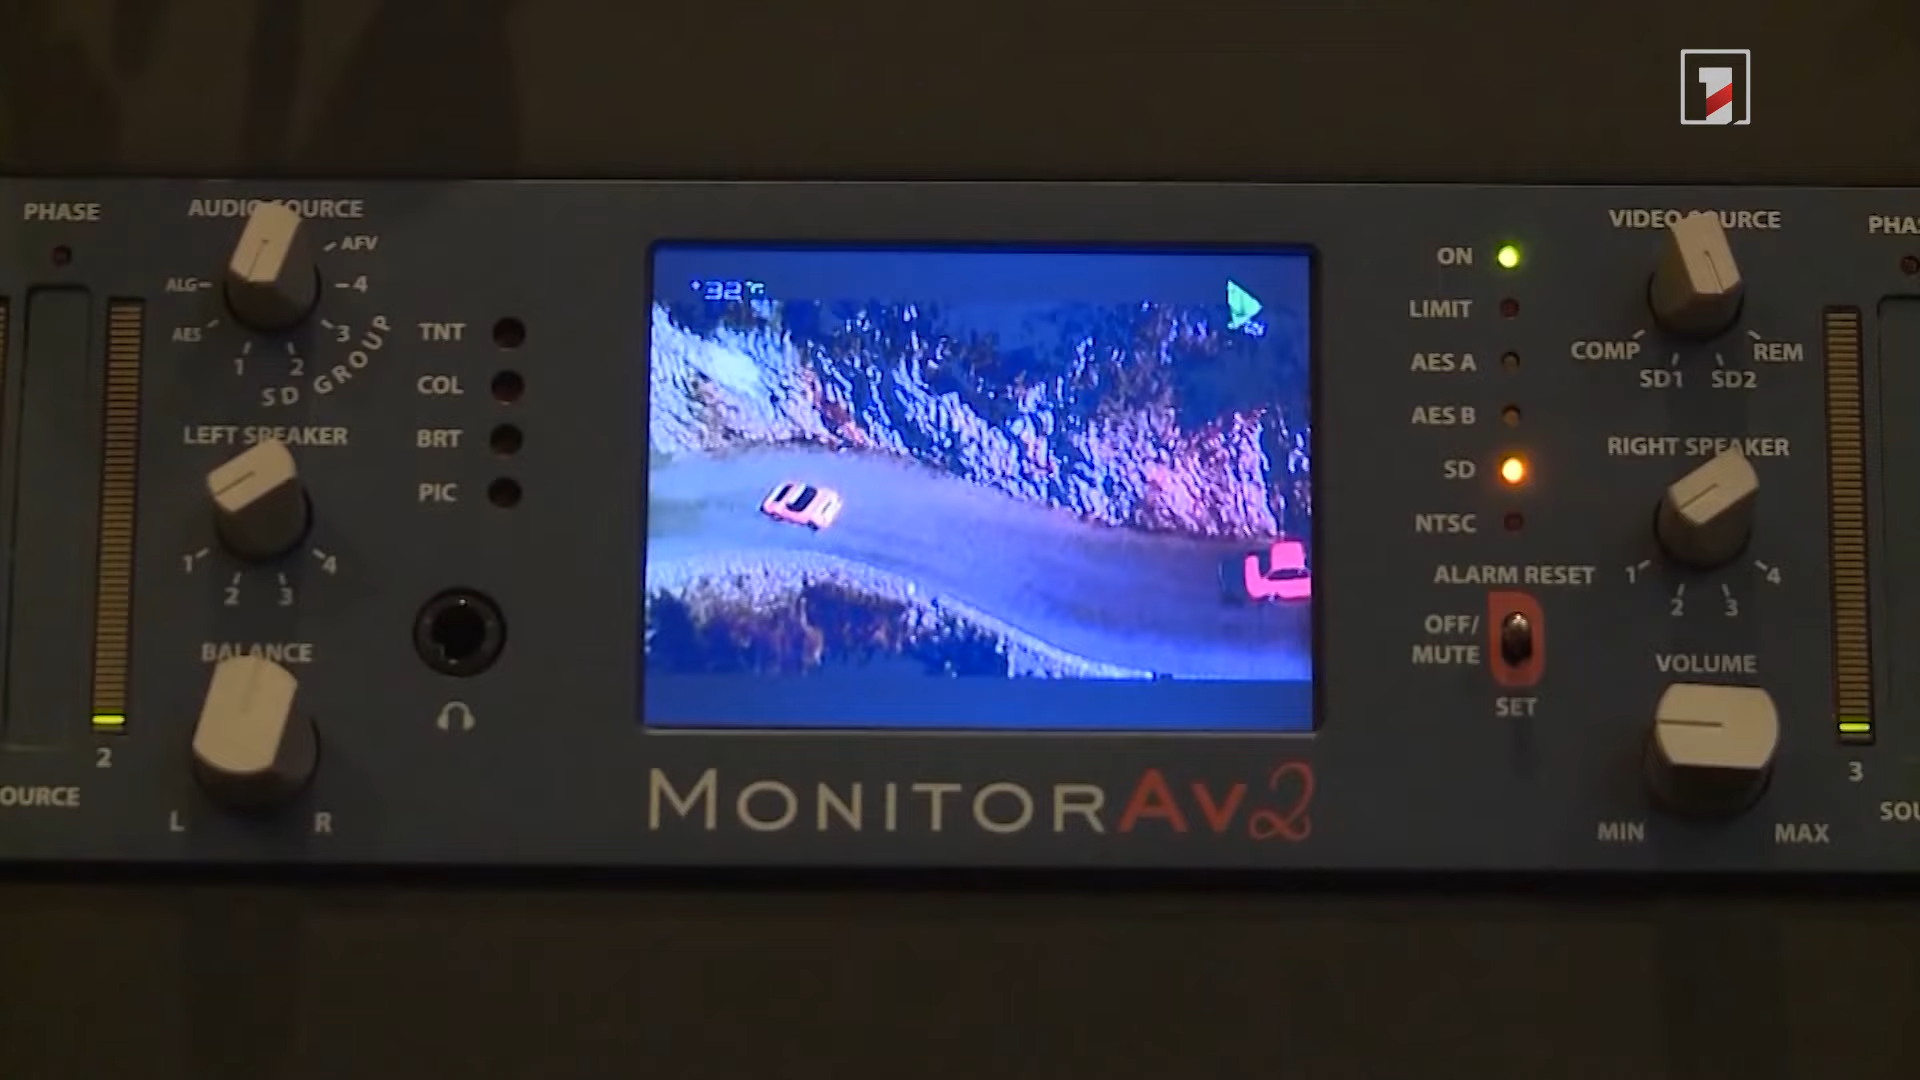 PHASE
AUDIO SOURCE
AFV
ALG
4
AES
3
1
2
SD GROUP
TNT
COL
BRT
PIC
LEFT SPEAKER
1
2
3
4
BALANCE
L
R
2
OURCE
32°C
MONITORAV2
ON
LIMIT
AES A
AES B
SD
NTSC
ALARM RESET
OFF/
MUTE
SET
VIDEO SOURCE
COMP
SD1
SD2
REM
RIGHT SPEAKER
1
2
3
4
VOLUME
MIN
MAX
PHAS
3
SOU
1